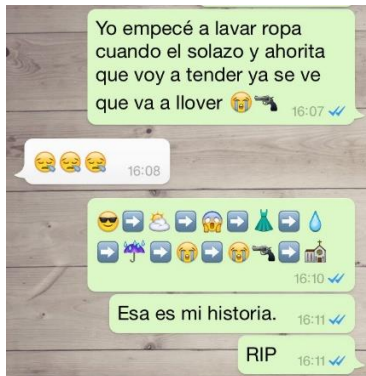 Yo empecé a lavar ropa
cuando el solazo y ahorita
que voy a tender ya se ve
que va a llover 😭🔫 16:07
😪😪😪 16:08
😎➡️⛅➡️😱➡️👗➡️💧
➡️☔➡️😭➡️😭🔫➡️⛪
16:10
Esa es mi historia. 16:11
RIP 16:11